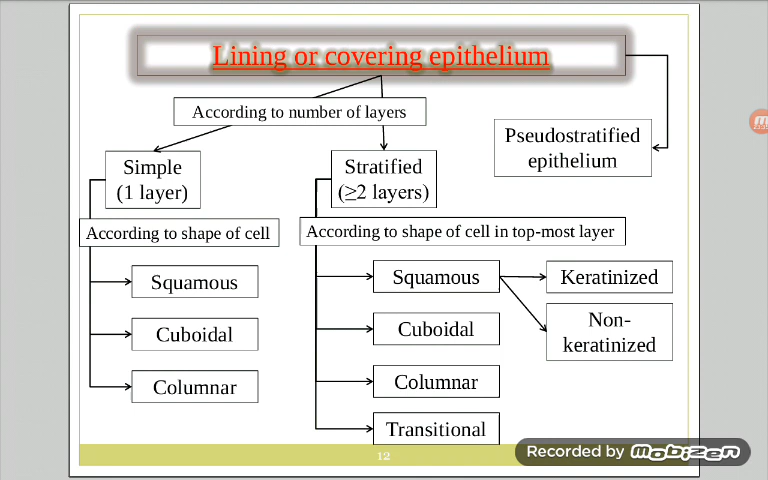 Lining or covering epithelium
According to number of layers
Pseudostratified
epithelium
Simple
(1 layer)
Stratified
(≥2 layers)
According to shape of cell
According to shape of cell in top-most layer
Squamous
Cuboidal
Columnar
Squamous
Keratinized
Non-
keratinized
Cuboidal
Columnar
Transitional
12
Recorded by mobizen